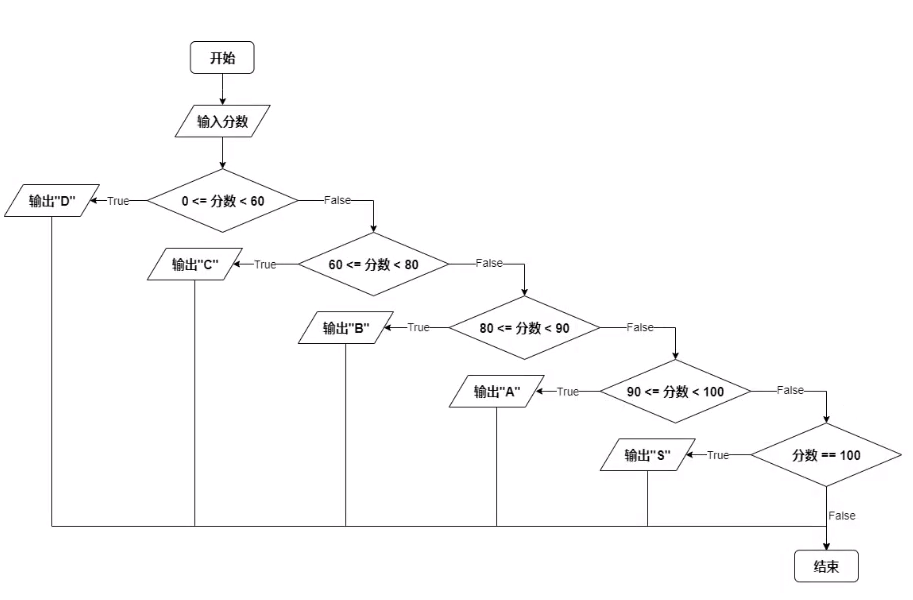 开始
输入分数
输出"D"
True
0 <= 分数 < 60
False
输出"C"
True
60 <= 分数 < 80
False
输出"B"
True
80 <= 分数 < 90
False
输出"A"
True
90 <= 分数 < 100
False
输出"S"
True
分数 == 100
False
结束